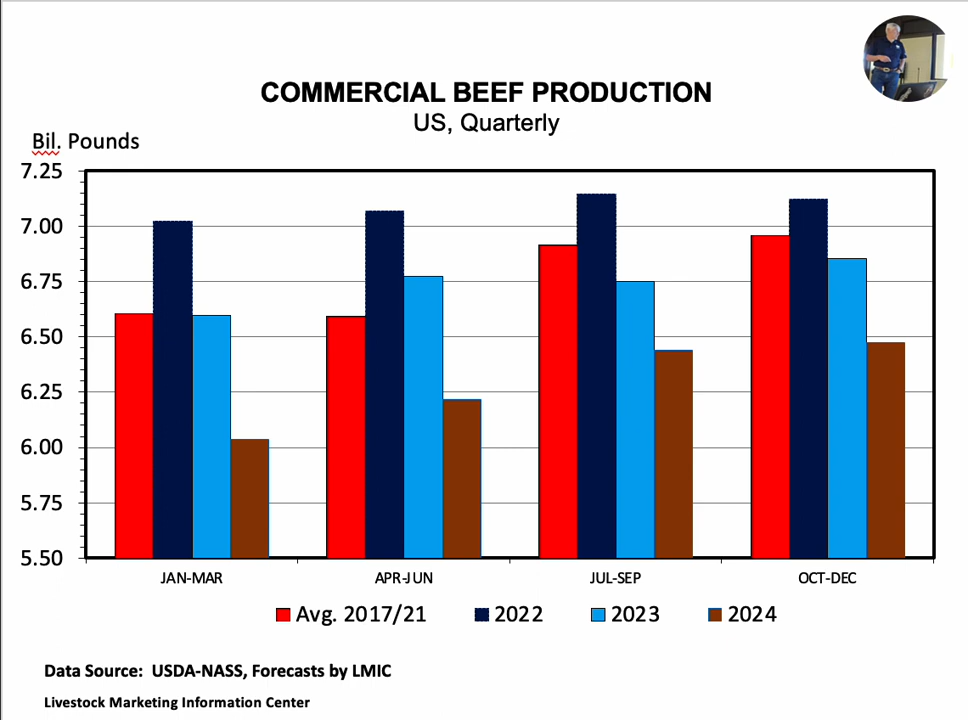 COMMERCIAL BEEF PRODUCTION
US, Quarterly
Bil. Pounds
7.25
7.00
6.75
6.50
6.25
6.00
5.75
5.50
JAN-MAR APR-JUN JUL-SEP OCT-DEC
Avg. 2017/21 2022 2023 2024
Data Source: USDA-NASS, Forecasts by LMIC
Livestock Marketing Information Center